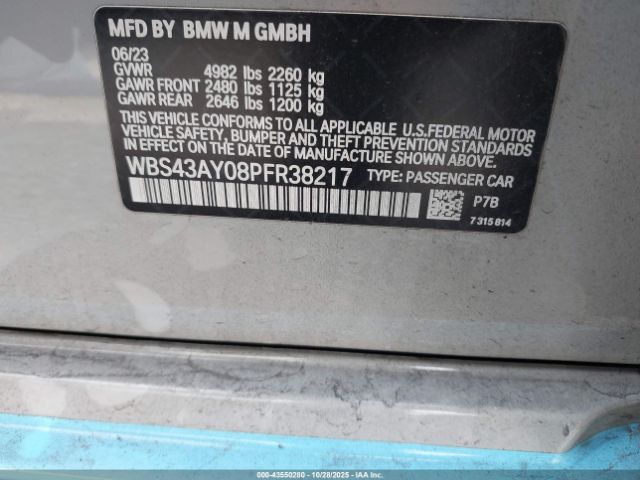 MFD BY BMW M GMBH
06/23
GVWR 4982 lbs 2260 kg
GAWR FRONT 2480 lbs 1125 kg
GAWR REAR 2646 lbs 1200 kg
THIS VEHICLE CONFORMS TO ALL APPLICABLE U.S.FEDERAL MOTOR
VEHICLE SAFETY, BUMPER AND THEFT PREVENTION STANDARDS
IN EFFECT ON THE DATE OF MANUFACTURE SHOWN ABOVE.
WBS43AY08PFR38217 TYPE: PASSENGER CAR
P7B
7 315 814
000-43550280 | 10/28/2025 | IAAI.COM